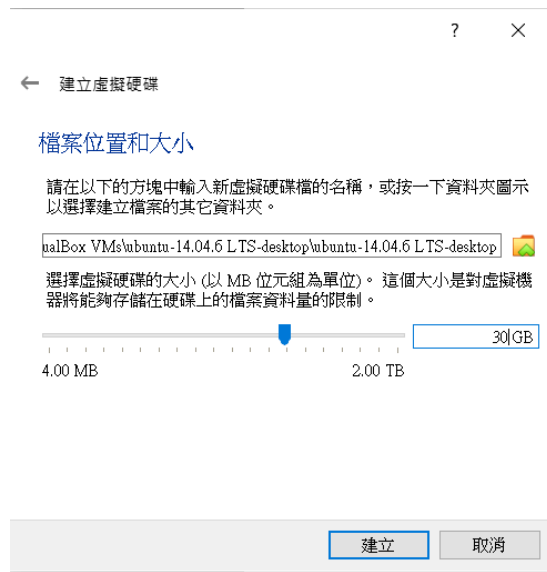 ?
建立虛擬硬碟
檔案位置和大小
請在以下的方塊中輸入新虛擬硬碟檔的名稱，或按一下資料夾圖示
以選擇建立檔案的其它資料夾。
ualBox VMs\ubuntu-14.04.6 LTS-desktop\ubuntu-14.04.6 LTS-desktop
選擇虛擬硬碟的大小 (以 MB 位元組為單位)。 這個大小是對虛擬機
器將能夠存儲在硬碟上的檔案資料量的限制。
30 GB
4.00 MB 2.00 TB
建立 取消